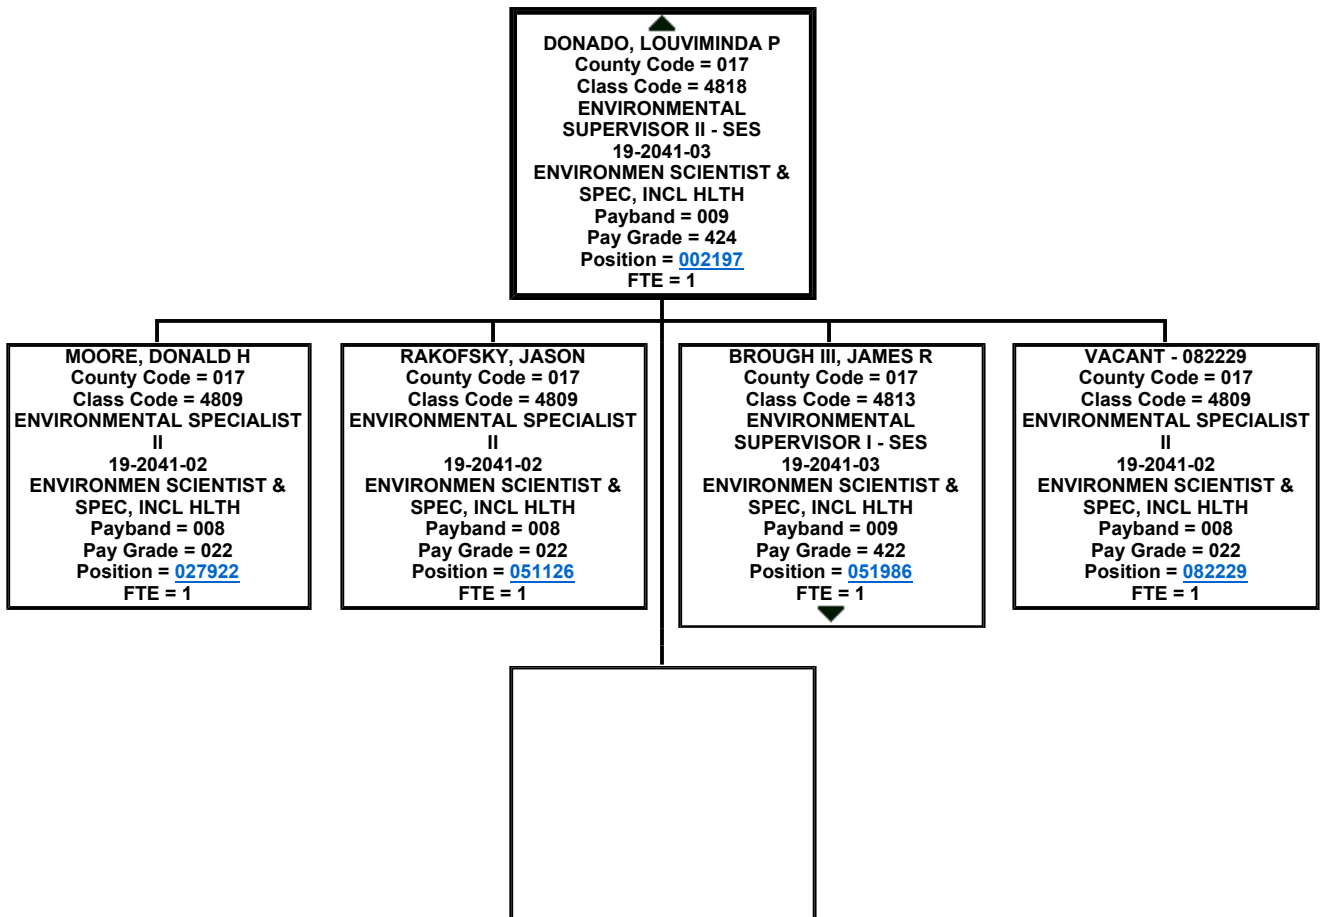 DONADO, LOUVIMINDA P
County Code = 017
Class Code = 4818
ENVIRONMENTAL
SUPERVISOR II - SES
19-2041-03
ENVIRONMEN SCIENTIST &
SPEC, INCL HLTH
Payband = 009
Pay Grade = 424
Position = 002197
FTE = 1
MOORE, DONALD H
County Code = 017
Class Code = 4809
ENVIRONMENTAL SPECIALIST
II
19-2041-02
ENVIRONMEN SCIENTIST &
SPEC, INCL HLTH
Payband = 008
Pay Grade = 022
Position = 027922
FTE = 1
RAKOFSKY, JASON
County Code = 017
Class Code = 4809
ENVIRONMENTAL SPECIALIST
II
19-2041-02
ENVIRONMEN SCIENTIST &
SPEC, INCL HLTH
Payband = 008
Pay Grade = 022
Position = 051126
FTE = 1
BROUGH III, JAMES R
County Code = 017
Class Code = 4813
ENVIRONMENTAL
SUPERVISOR I - SES
19-2041-03
ENVIRONMEN SCIENTIST &
SPEC, INCL HLTH
Payband = 009
Pay Grade = 422
Position = 051986
FTE = 1
VACANT - 082229
County Code = 017
Class Code = 4809
ENVIRONMENTAL SPECIALIST
II
19-2041-02
ENVIRONMEN SCIENTIST &
SPEC, INCL HLTH
Payband = 008
Pay Grade = 022
Position = 082229
FTE = 1